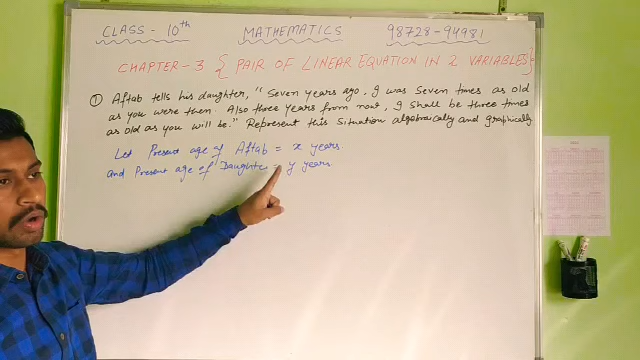 CLASS - 10th MATHEMATICS 98728-94981
CHAPTER-3 { PAIR OF LINEAR EQUATION IN 2 VARIABLES}
① Aftab tells his daughter, "Seven years ago, I was Seven times as old
as you were then. Also three years from now, I shall be three times
as old as you will be." Represent this situation algebraically and graphically
Let Present age of Aftab = x years
and Present age of Daughte = y years.